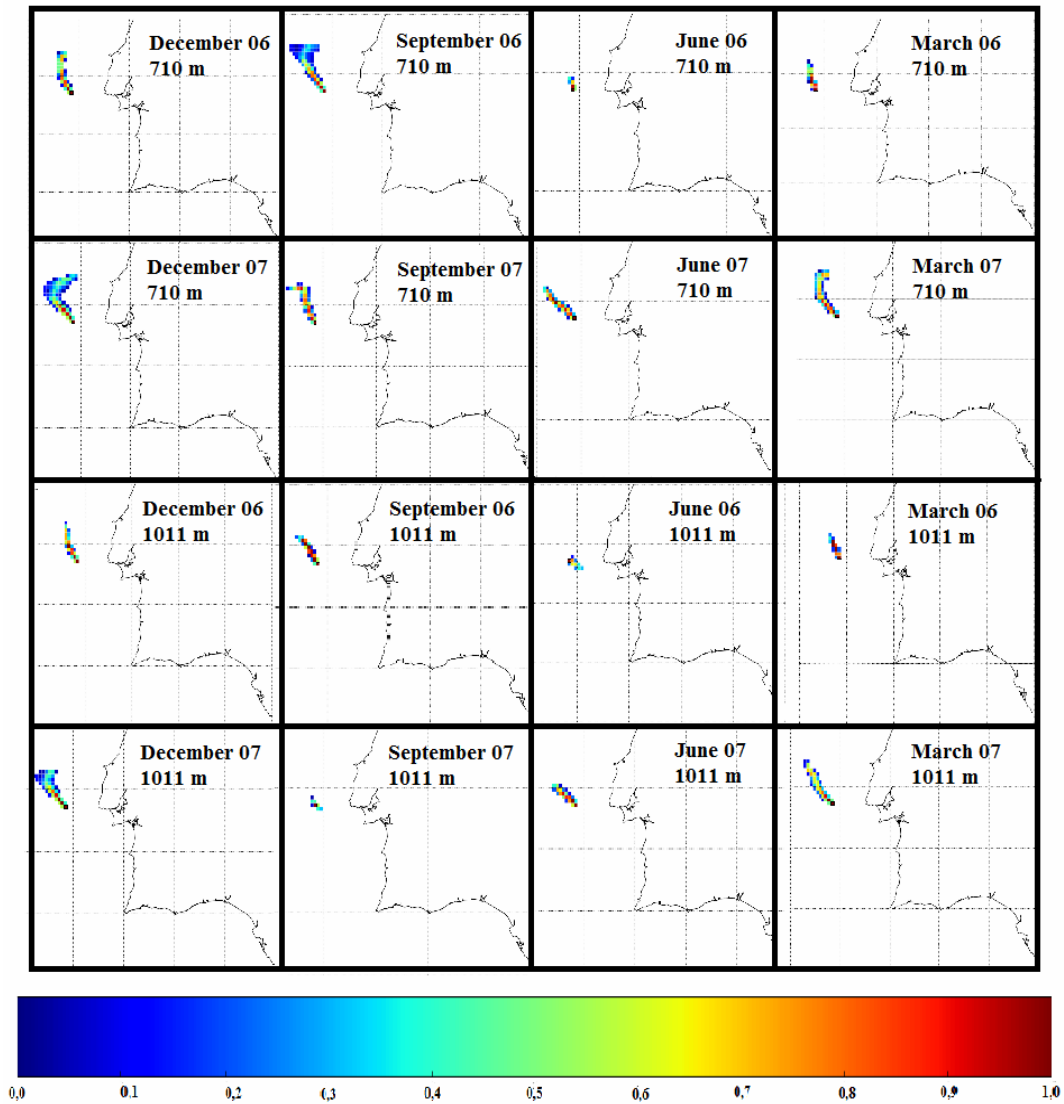 December 06
710 m
September 06
710 m
June 06
710 m
March 06
710 m
December 07
710 m
September 07
710 m
June 07
710 m
March 07
710 m
December 06
1011 m
September 06
1011 m
June 06
1011 m
March 06
1011 m
December 07
1011 m
September 07
1011 m
June 07
1011 m
March 07
1011 m
0,0 0,1 0,2 0,3 0,4 0,5 0,6 0,7 0,8 0,9 1,0